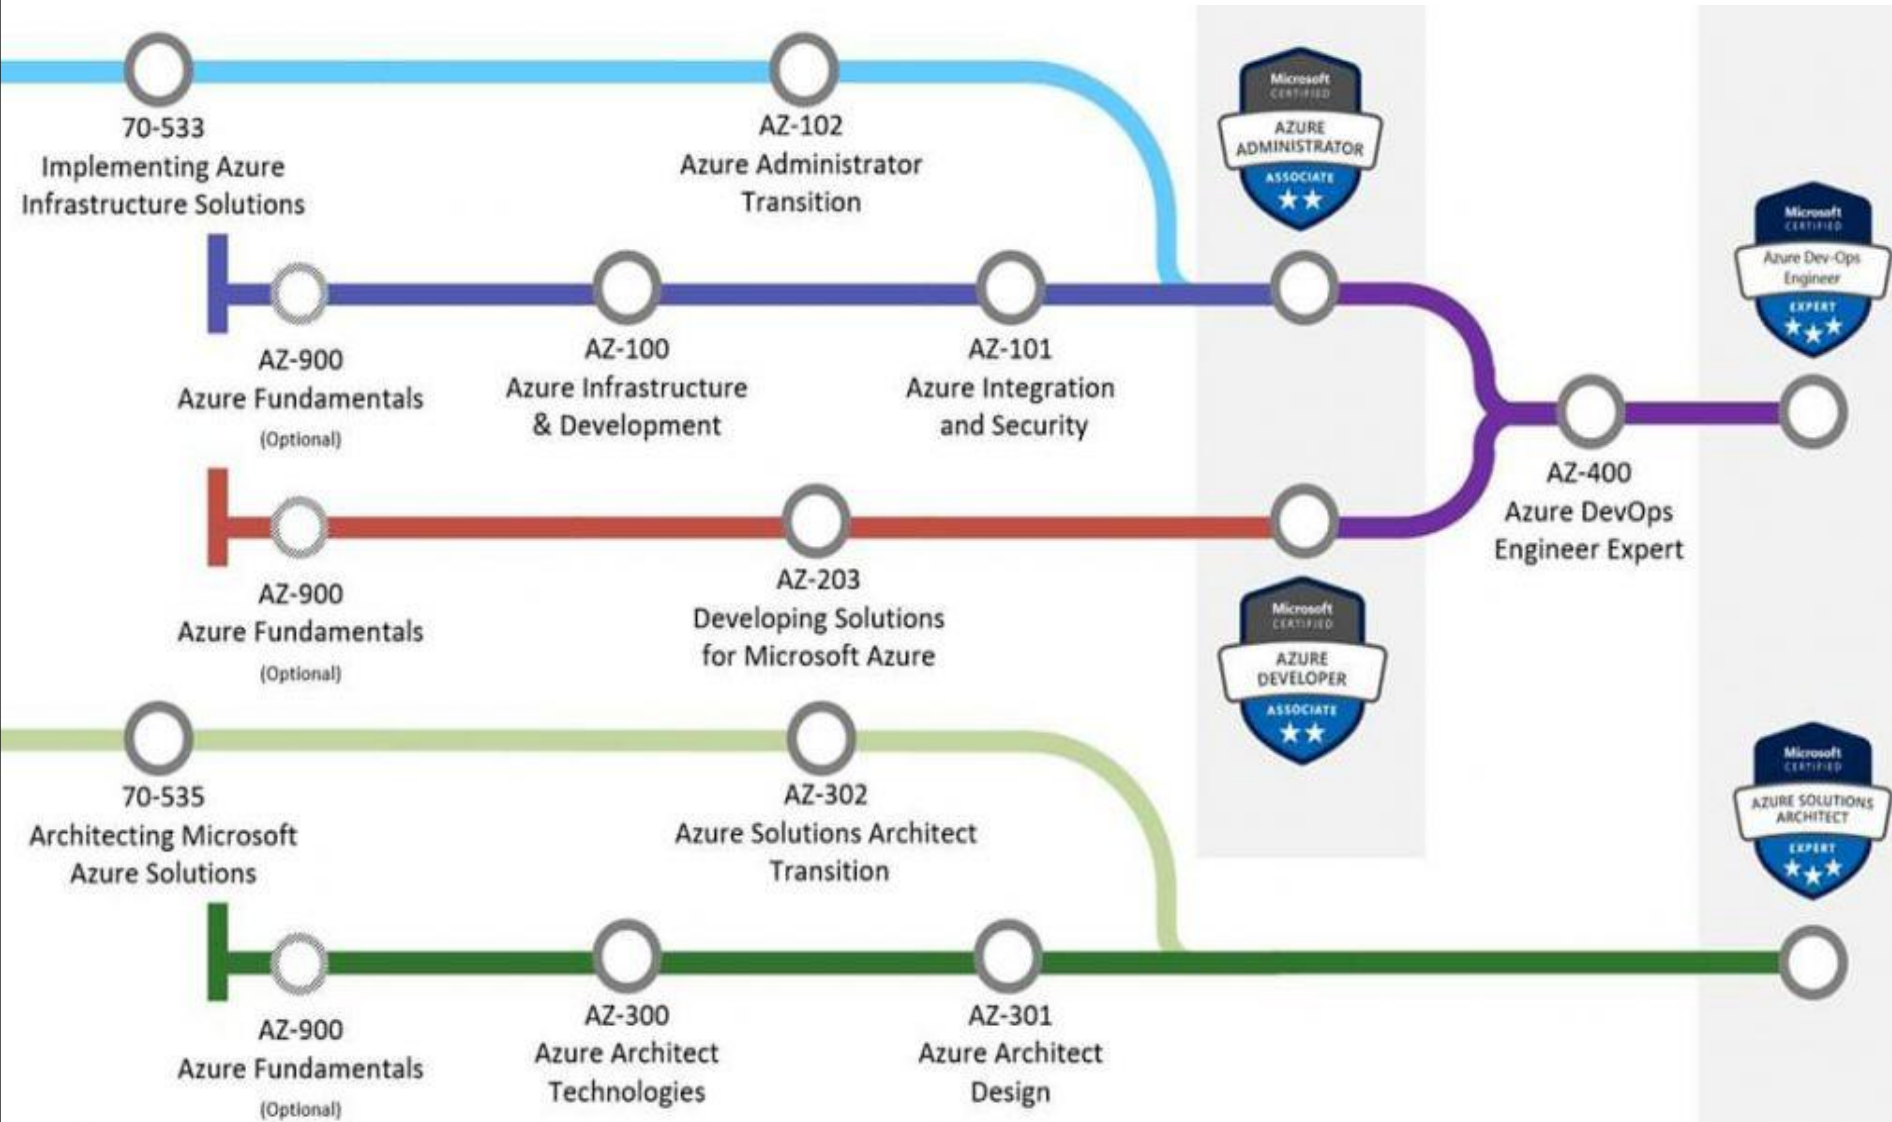 70-533
Implementing Azure
Infrastructure Solutions
AZ-102
Azure Administrator
Transition
Microsoft
CERTIFIED
AZURE
ADMINISTRATOR
ASSOCIATE
Microsoft
CERTIFIED
Azure Dev-Ops
Engineer
EXPERT
AZ-900
Azure Fundamentals
(Optional)
AZ-100
Azure Infrastructure
& Development
AZ-101
Azure Integration
and Security
AZ-400
Azure DevOps
Engineer Expert
AZ-900
Azure Fundamentals
(Optional)
AZ-203
Developing Solutions
for Microsoft Azure
Microsoft
CERTIFIED
AZURE
DEVELOPER
ASSOCIATE
70-535
Architecting Microsoft
Azure Solutions
AZ-302
Azure Solutions Architect
Transition
Microsoft
CERTIFIED
AZURE SOLUTIONS
ARCHITECT
EXPERT
AZ-900
Azure Fundamentals
(Optional)
AZ-300
Azure Architect
Technologies
AZ-301
Azure Architect
Design